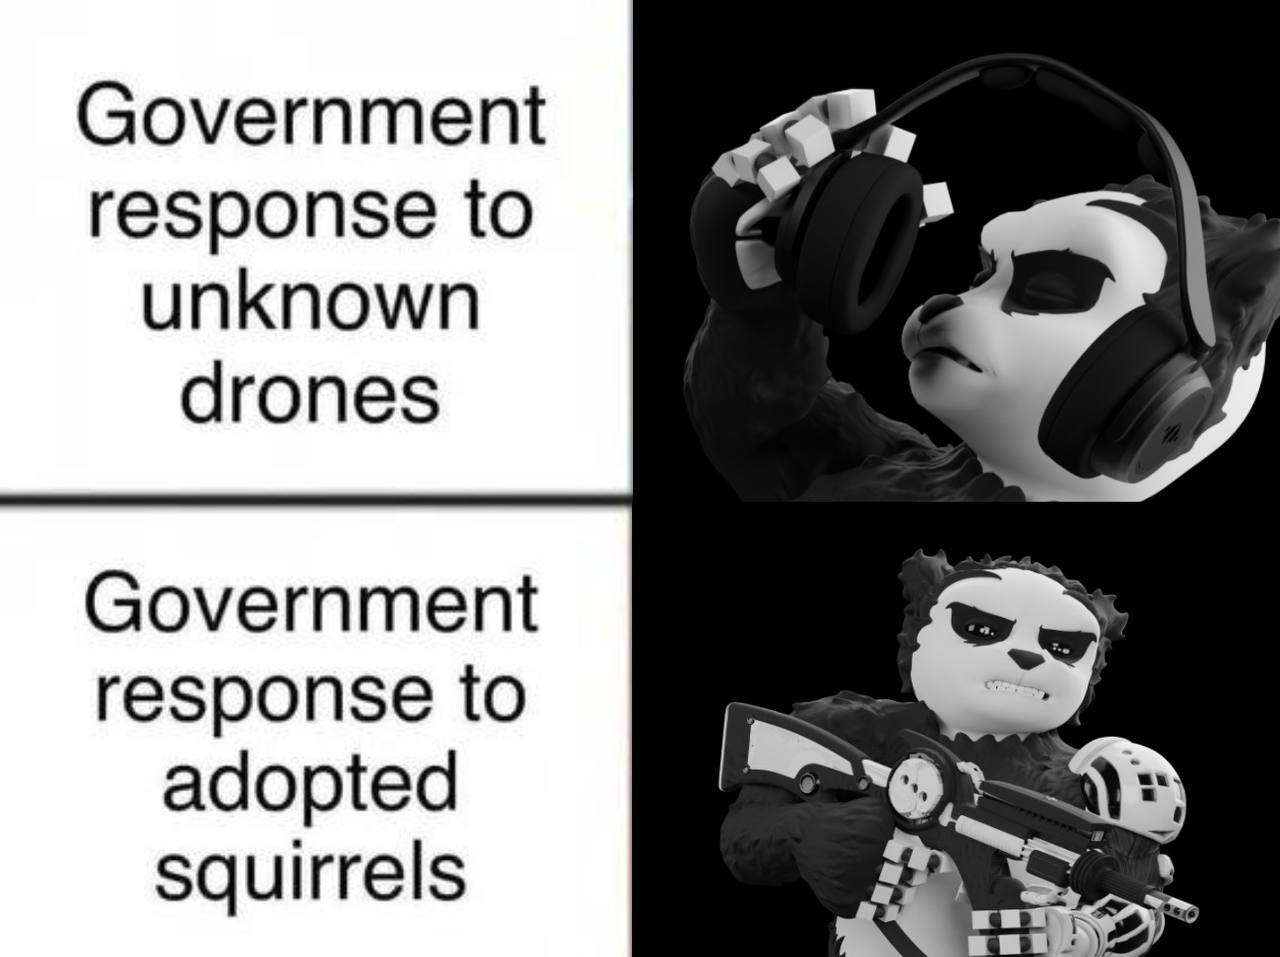 Government
response to
unknown
drones
Government
response to
adopted
squirrels